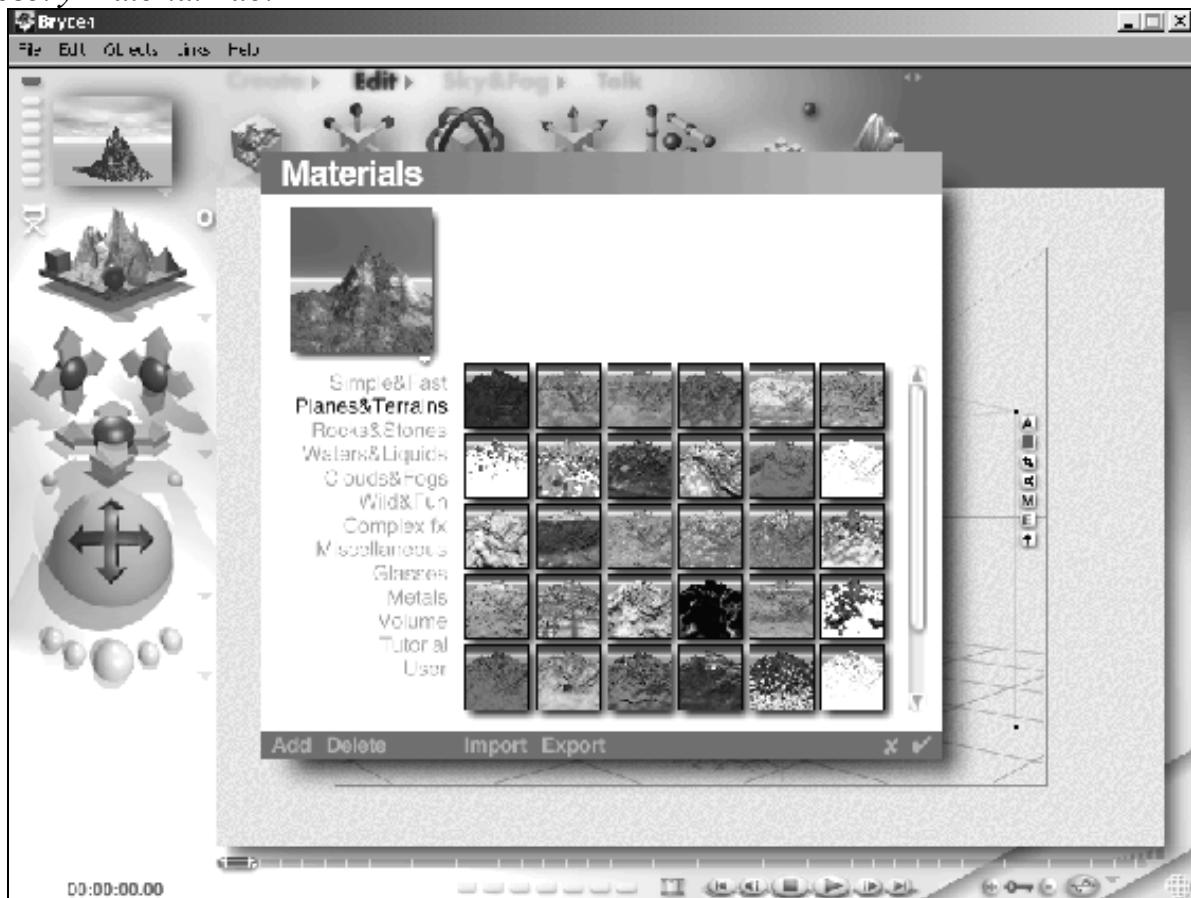 Bryce4
File Edit Objects Links Help
Create Edit Sky&Fog Talk
Materials
Simple&Fast
Planes&Terrains
Rocks&Stones
Waters&Liquids
Clouds&Fogs
Wild&Fun
Complex fx
Miscellaneous
Glasses
Metals
Volume
Tutorial
User
A
M
E
Add Delete Import Export
00:00:00.00